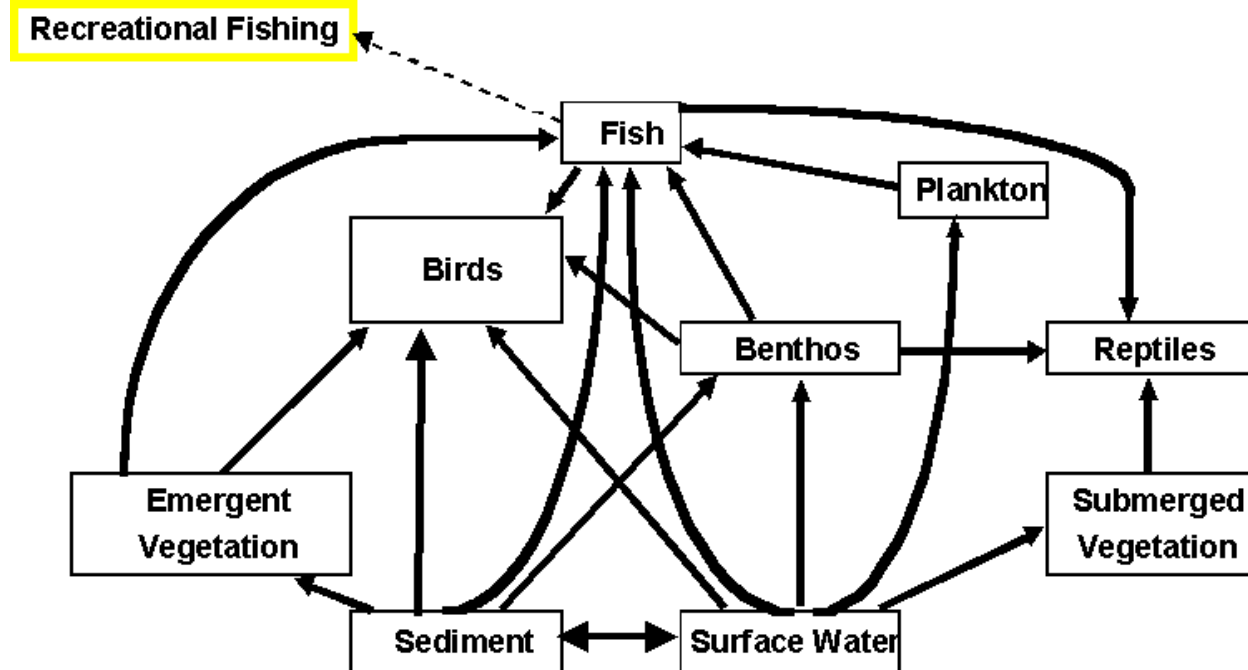 Recreational Fishing
Fish
Plankton
Birds
Benthos
Reptiles
Emergent
Vegetation
Submerged
Vegetation
Sediment
Surface Water